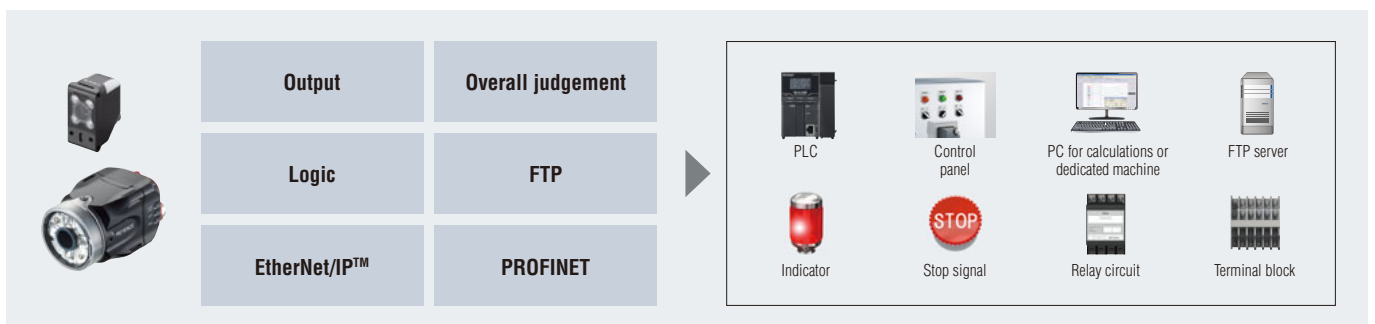 Output
Overall judgement
Logic
FTP
EtherNet/IP™
PROFINET
PLC
Control
panel
PC for calculations or
dedicated machine
FTP server
Indicator
STOP
Stop signal
Relay circuit
Terminal block